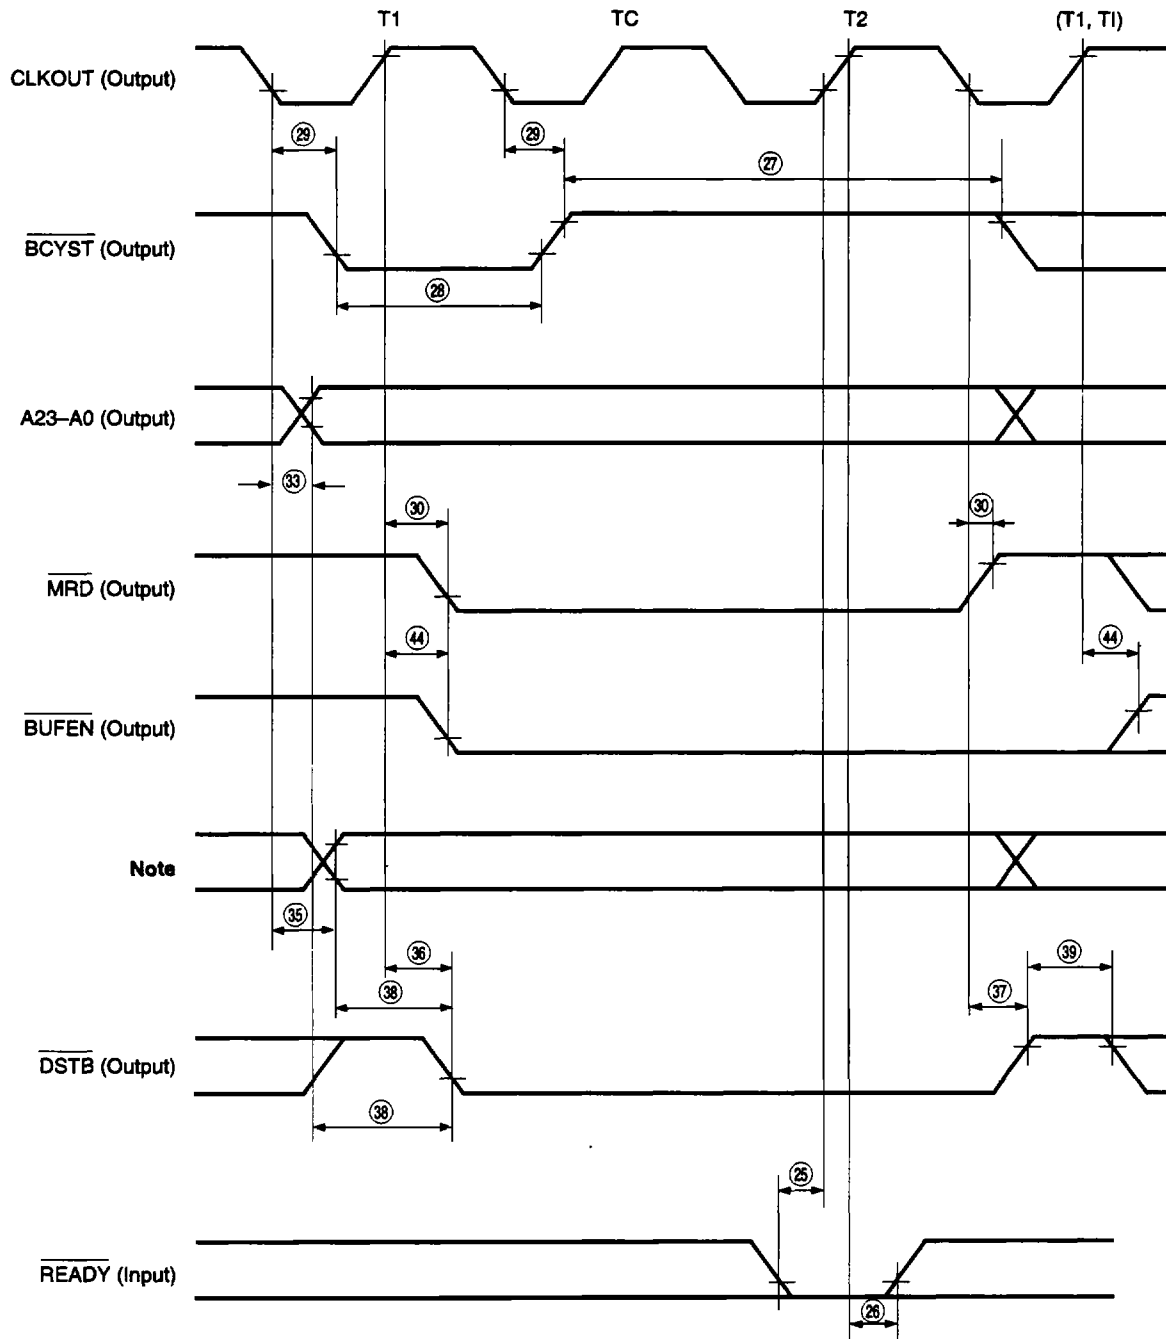 T1 TC T2 (T1, TI)
CLKOUT (Output)
29 29
27
BCYST (Output)
28
A23–A0 (Output)
33
30 30
MRD (Output)
44 44
BUFEN (Output)
Note
35
36 39
38 37
DSTB (Output)
38
25
READY (Input)
26